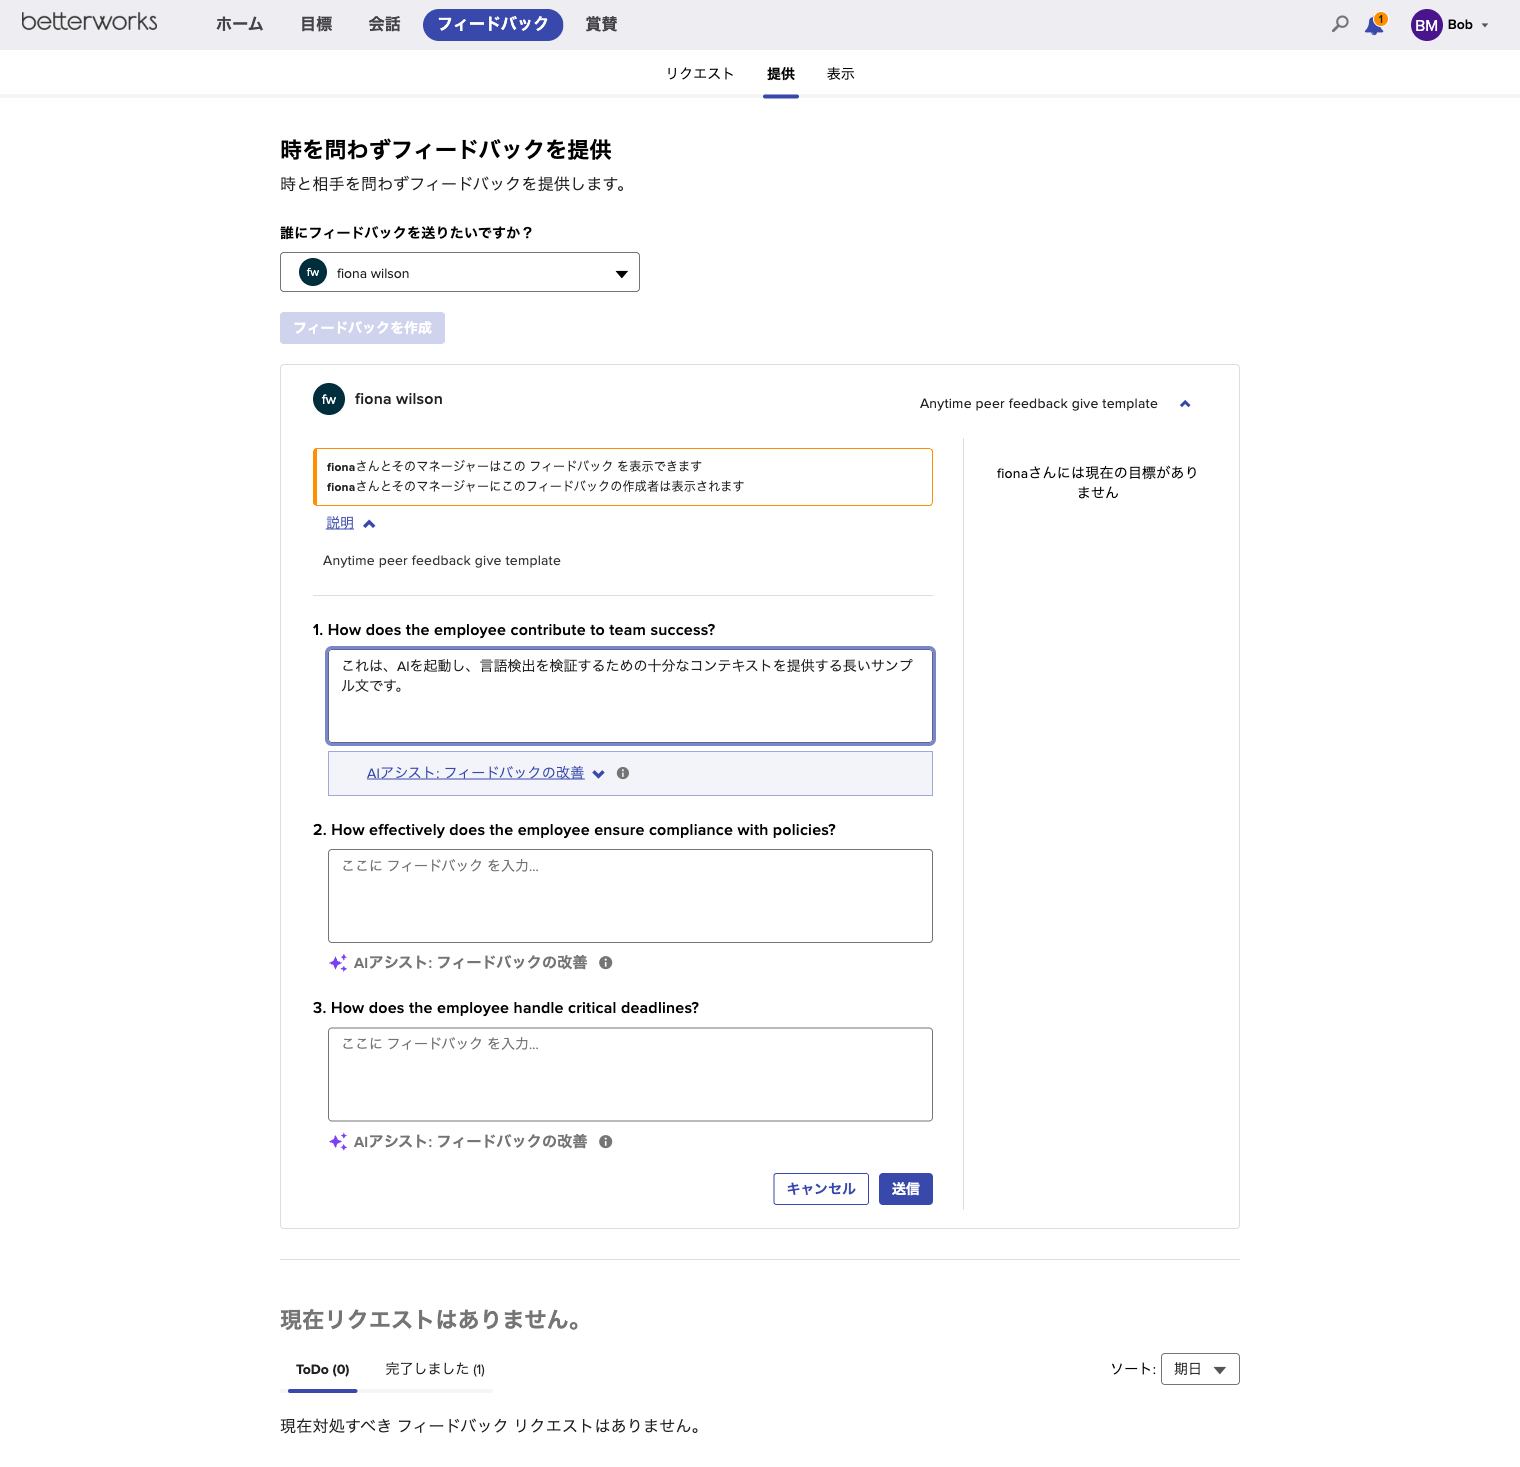 betterworks
ホーム
目標
会話
フィードバック
賞賛
1
BM
Bob
リクエスト
提供
表示
時を問わずフィードバックを提供
時と相手を問わずフィードバックを提供します。
誰にフィードバックを送りたいですか？
fw
fiona wilson
フィードバックを作成
fw
fiona wilson
Anytime peer feedback give template
fionaさんとそのマネージャーはこの フィードバック を表示できます
fionaさんとそのマネージャーにこのフィードバックの作成者は表示されます
説明
Anytime peer feedback give template
fionaさんには現在の目標があり
ません
1. How does the employee contribute to team success?
これは、AIを起動し、言語検出を検証するための十分なコンテキストを提供する長いサンプ
ル文です。
AIアシスト: フィードバックの改善
2. How effectively does the employee ensure compliance with policies?
ここに フィードバック を入力...
AIアシスト: フィードバックの改善
3. How does the employee handle critical deadlines?
ここに フィードバック を入力...
AIアシスト: フィードバックの改善
キャンセル
送信
現在リクエストはありません。
ToDo (0)
完了しました (1)
ソート:
期日
現在対処すべき フィードバック リクエストはありません。